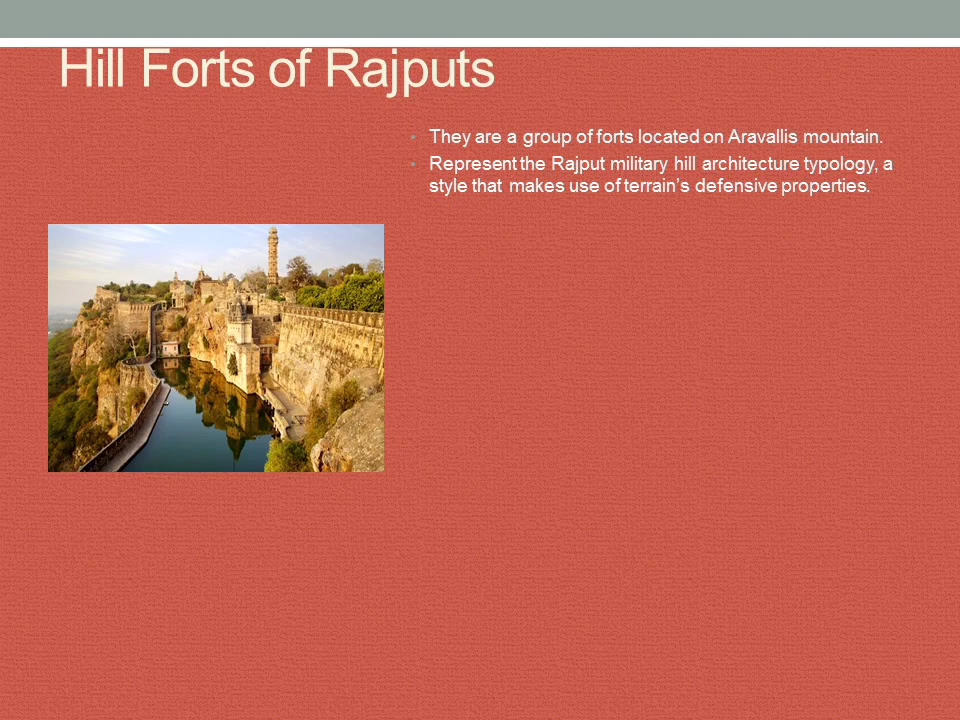 Hill Forts of Rajputs
• They are a group of forts located on Aravallis mountain.
• Represent the Rajput military hill architecture typology, a
style that makes use of terrain’s defensive properties.